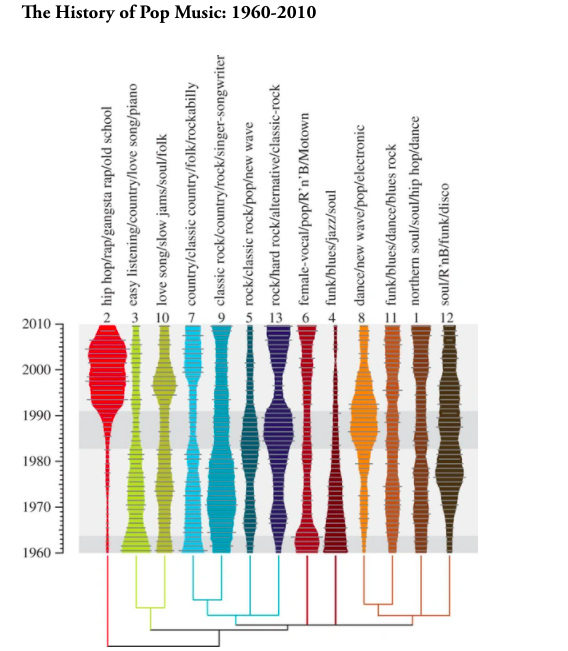 The History of Pop Music: 1960-2010
hip hop/rap/gangsta rap/old school
easy listening/country/love song/piano
love song/slow jams/soul/folk
country/classic country/folk/rockabilly
classic rock/country/rock/singer-songwriter
rock/classic rock/pop/new wave
rock/hard rock/alternative/classic-rock
female-vocal/pop/R'n'B/Motown
funk/blues/jazz/soul
dance/new wave/pop/electronic
funk/blues/dance/blues rock
northern soul/soul/hip hop/dance
soul/R'nB/funk/disco
2 3 10 7 9 5 13 6 4 8 11 1 12
2010
2000
1990
1980
1970
1960